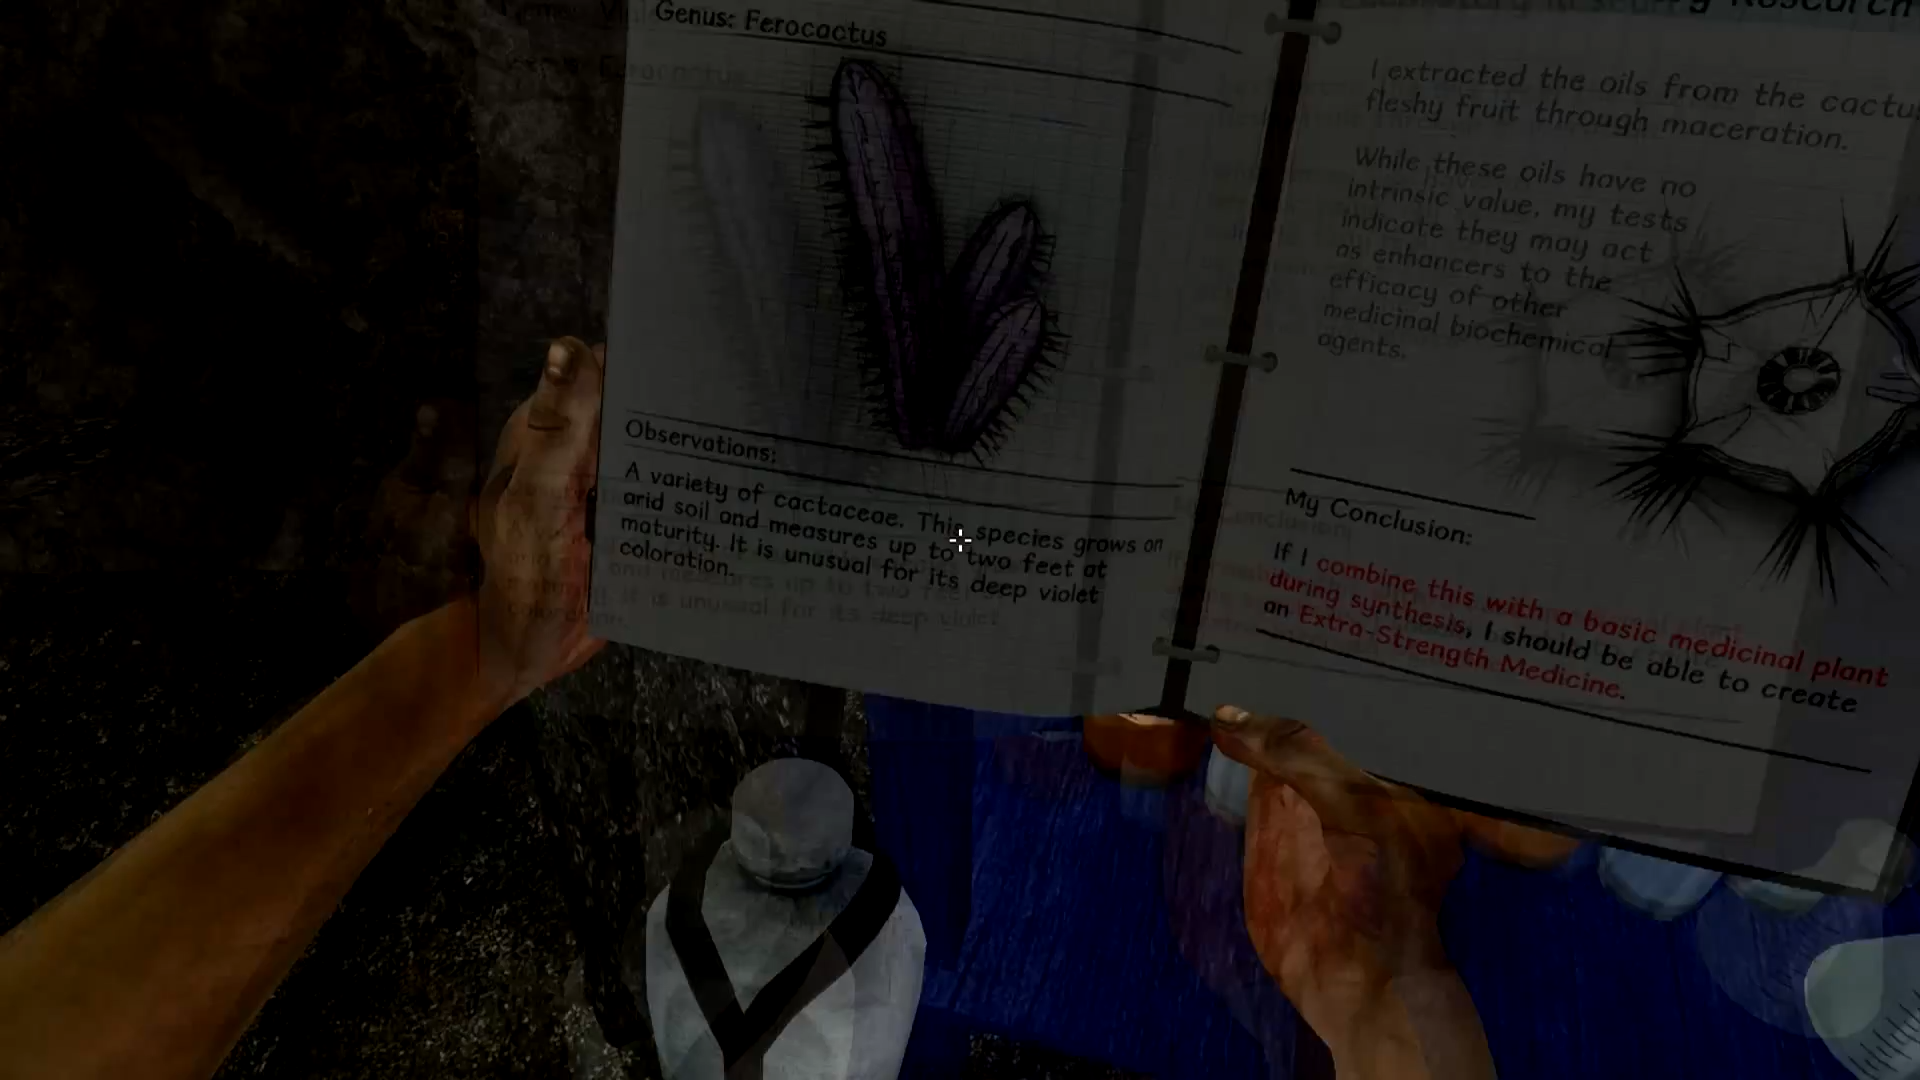 Genus: Ferocactus
Observations:
A variety of cactaceae. This species grows on
arid soil and measures up to two feet at
maturity. It is unusual for its deep violet
coloration.
Research
I extracted the oils from the
fleshy fruit through maceration.
While these oils have no
intrinsic value, my tests
indicate they may act
as enhancers to the
efficacy of other
medicinal biochemical
agents.
My Conclusion:
If I combine this with a basic medicinal plant
during synthesis, I should be able to create
an Extra-Strength Medicine.